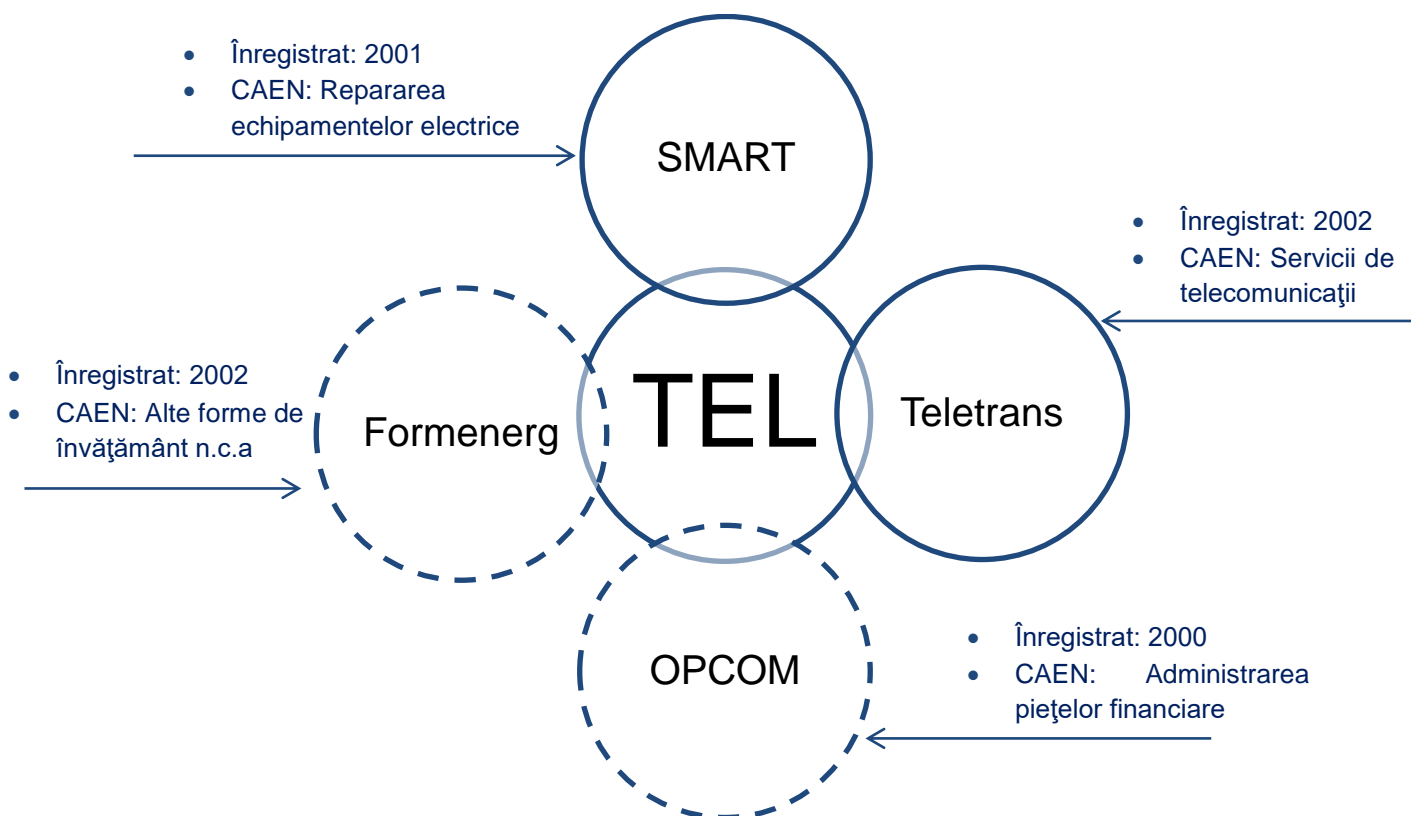 • Înregistrat: 2001
• CAEN: Repararea
echipamentelor electrice
SMART
• Înregistrat: 2002
• CAEN: Servicii de
telecomunicaţii
• Înregistrat: 2002
• CAEN: Alte forme de
învăţământ n.c.a
Formenerg
TEL
Teletrans
OPCOM
• Înregistrat: 2000
• CAEN: Administrarea
pieţelor financiare